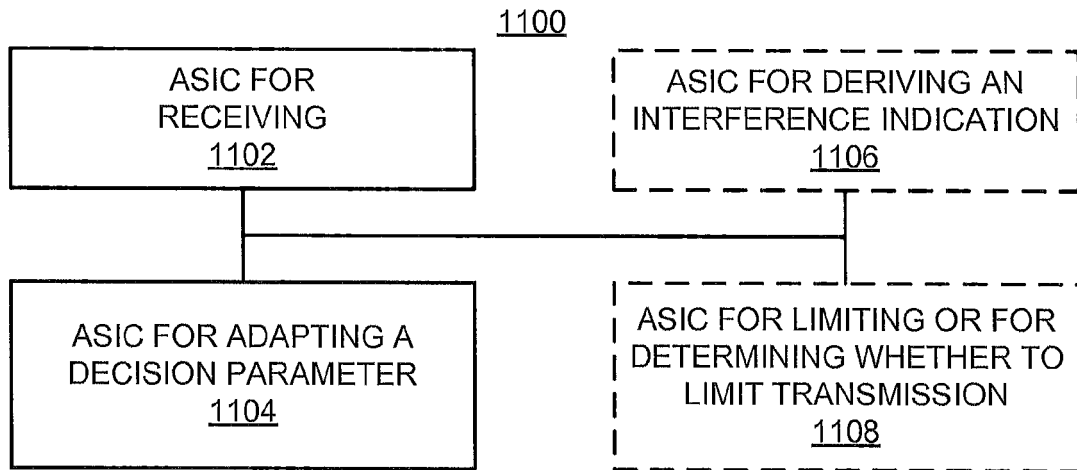 1100
ASIC FOR
RECEIVING
1102
ASIC FOR DERIVING AN
INTERFERENCE INDICATION
1106
ASIC FOR ADAPTING A
DECISION PARAMETER
1104
ASIC FOR LIMITING OR FOR
DETERMINING WHETHER TO
LIMIT TRANSMISSION
1108